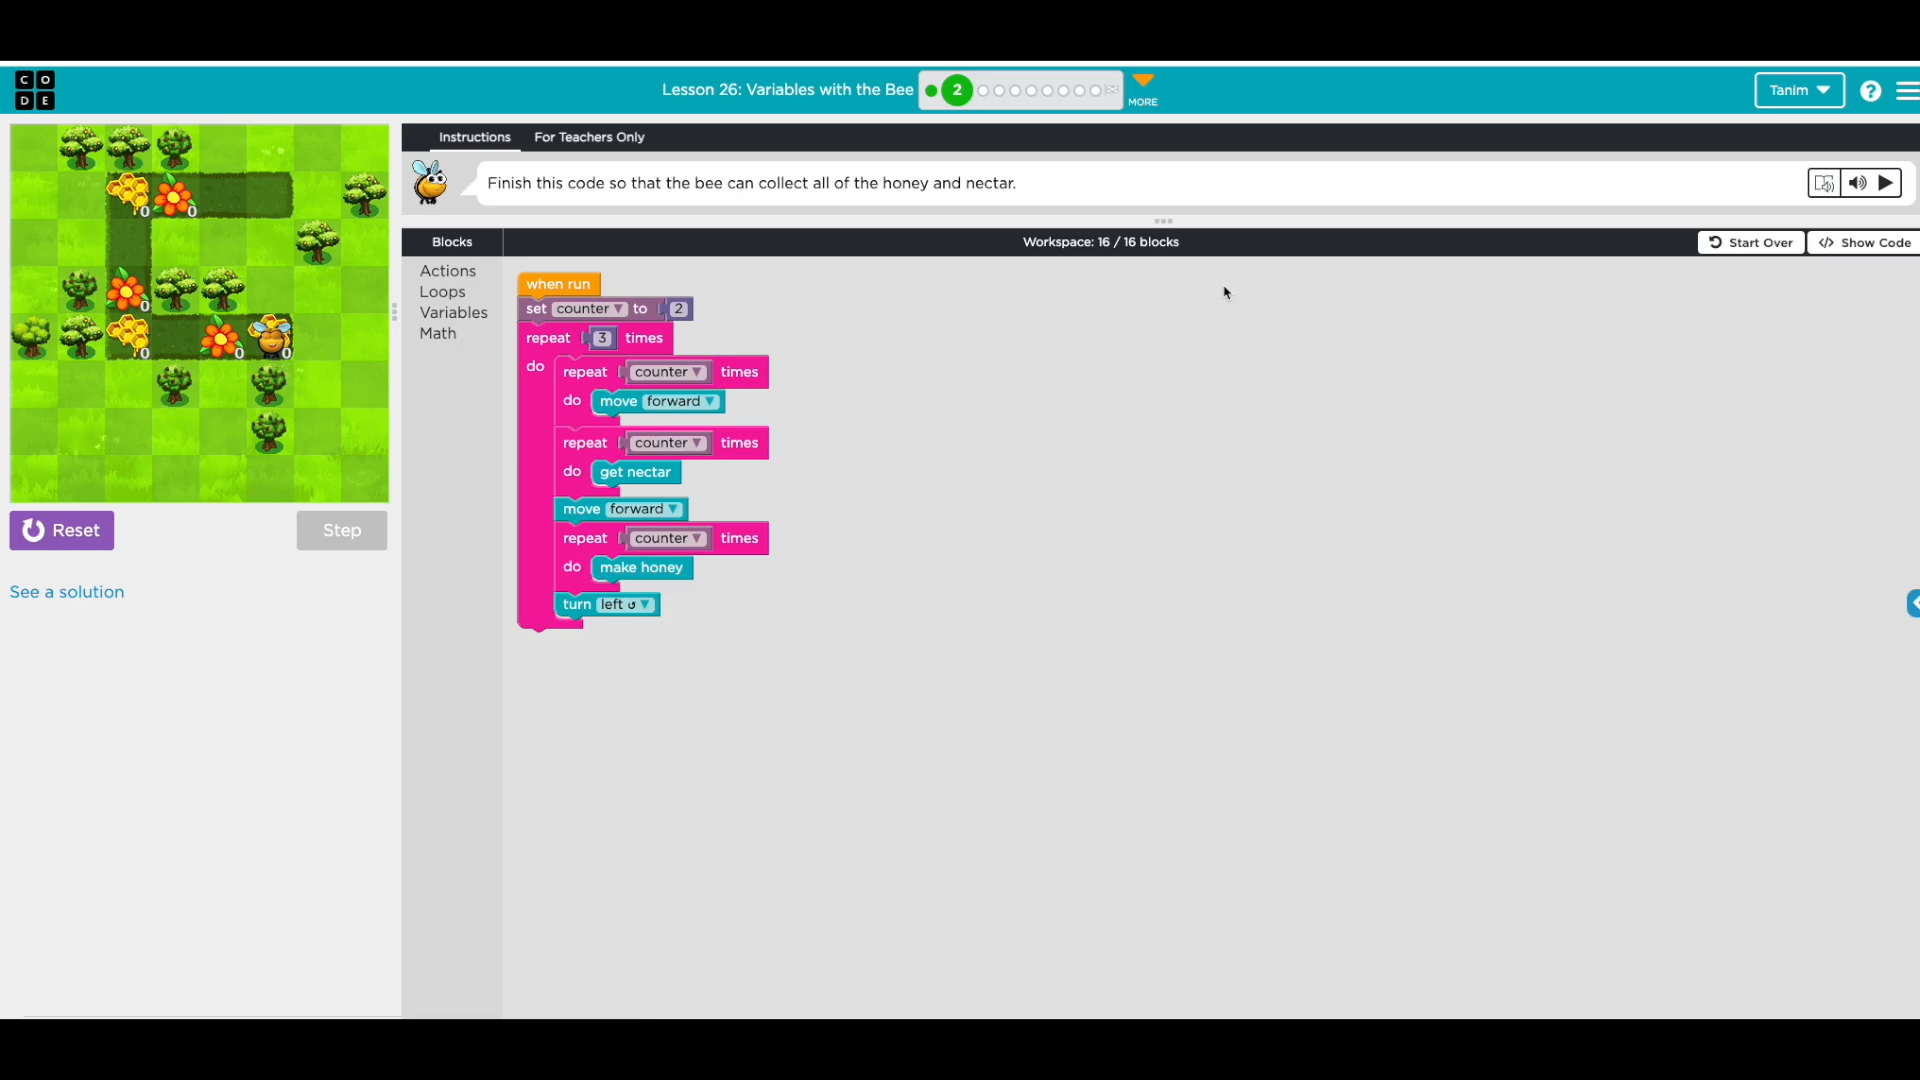 C O
D E
Lesson 26: Variables with the Bee
2
MORE
Tanim
?
Instructions
For Teachers Only
Finish this code so that the bee can collect all of the honey and nectar.
Blocks
Workspace: 16 / 16 blocks
Start Over
</> Show Code
Actions
Loops
Variables
Math
when run
set counter to 2
repeat 3 times
do
repeat counter times
do move forward
repeat counter times
do get nectar
move forward
repeat counter times
do make honey
turn left ↺
0 0
0
0 0 0
Reset
Step
See a solution